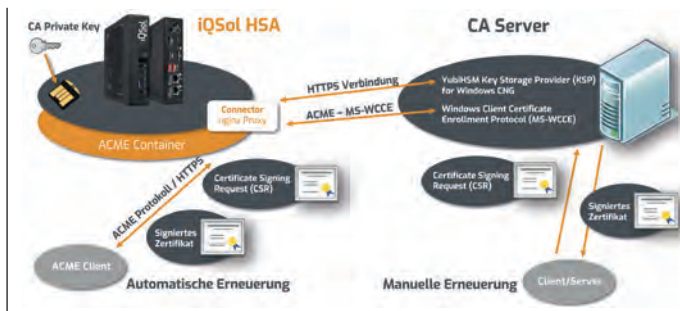 CA Private Key
iQSol HSA
CA Server
iQSol
HTTPS Verbindung
YubiHSM Key Storage Provider (KSP)
for Windows CNG
Connector
nginx Proxy
ACME – MS-WCCE
Windows Client Certificate
Enrollment Protocol (MS-WCCE)
ACME Container
ACME Protokoll / HTTPS
Certificate Signing
Request (CSR)
Certificate Signing
Request (CSR)
Signiertes
Zertifikat
Signiertes
Zertifikat
ACME Client
Automatische Erneuerung
Manuelle Erneuerung
Client/Server